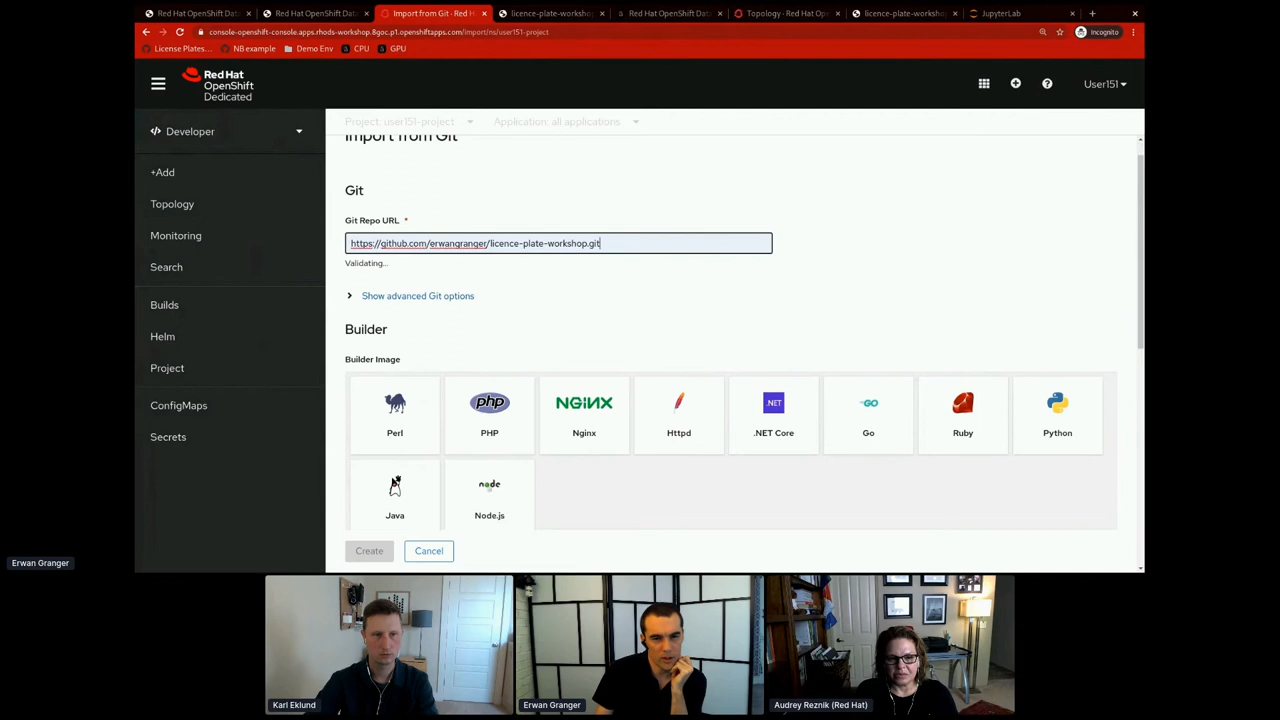 Red Hat OpenShift Dat
Red Hat OpenShift Dat
Import from Git - Red H
licence-plate-workshop
Red Hat OpenShift Dat
Topology - Red Hat Ope
licence-plate-workshop
JupyterLab
console-openshift-console.apps.rhods-workshop.8goc.p1.openshiftapps.com/import/ns/user151-project
Incognito
License Plates...
NB example
Demo Env
CPU
GPU
Red Hat
OpenShift
Dedicated
User151
Developer
Project: user151-project
Application: all applications
Import from Git
+Add
Topology
Monitoring
Search
Builds
Helm
Project
ConfigMaps
Secrets
Git
Git Repo URL *
https://github.com/erwangranger/licence-plate-workshop.git
Validating...
Show advanced Git options
Builder
Builder Image
php
NGINX
.NET
GO
Perl
PHP
Nginx
Httpd
.NET Core
Go
Ruby
Python
node
Java
Node.js
Create
Cancel
Erwan Granger
Karl Eklund
Erwan Granger
Audrey Reznik (Red Hat)